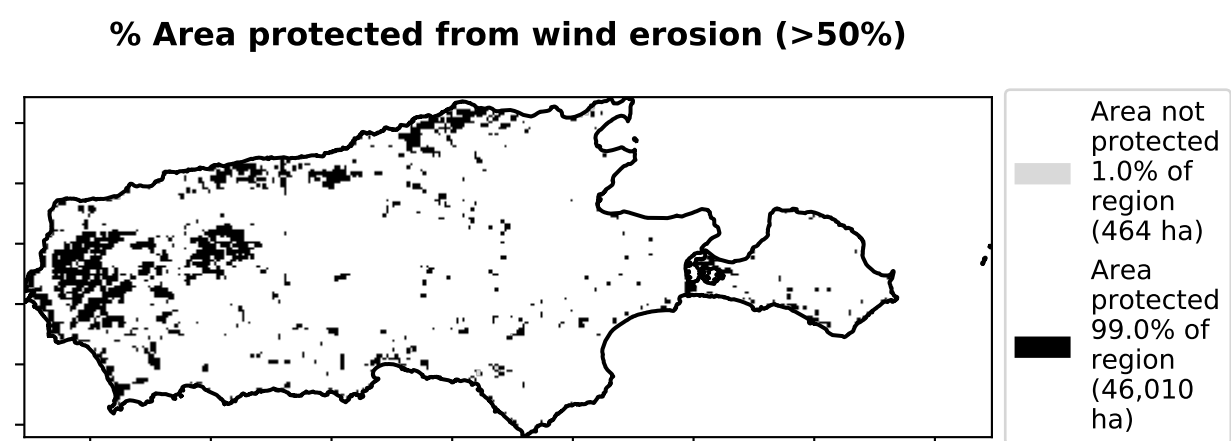 % Area protected from wind erosion (>50%)
Area not
protected
1.0% of
region
(464 ha)
Area
protected
99.0% of
region
(46,010
ha)